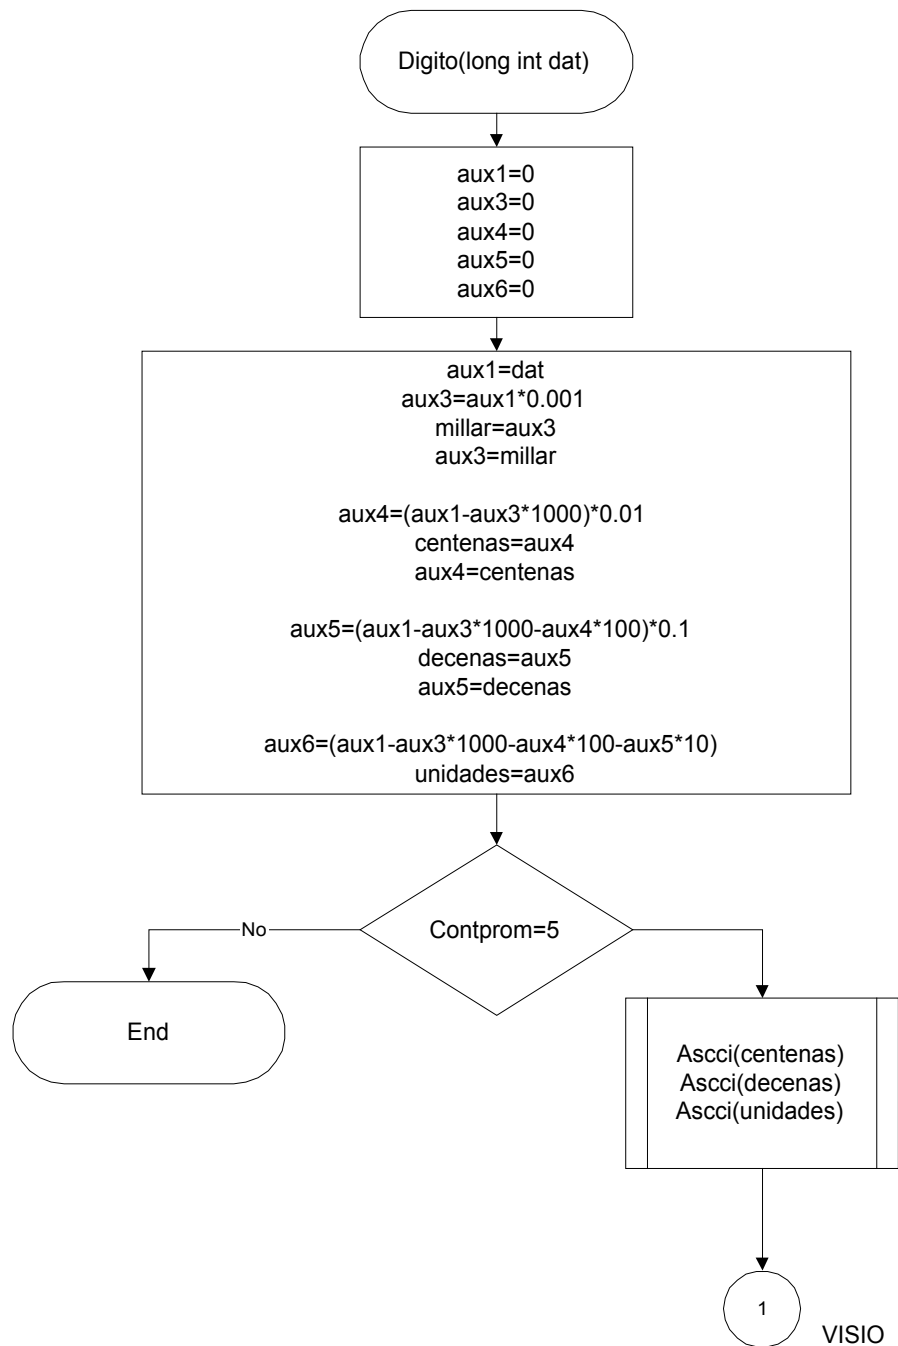 Digito(long int dat)
aux1=0
aux3=0
aux4=0
aux5=0
aux6=0
aux1=dat
aux3=aux1*0.001
millar=aux3
aux3=millar
aux4=(aux1-aux3*1000)*0.01
centenas=aux4
aux4=centenas
aux5=(aux1-aux3*1000-aux4*100)*0.1
decenas=aux5
aux5=decenas
aux6=(aux1-aux3*1000-aux4*100-aux5*10)
unidades=aux6
Contprom=5
No
End
Ascci(centenas)
Ascci(decenas)
Ascci(unidades)
1
VISIO